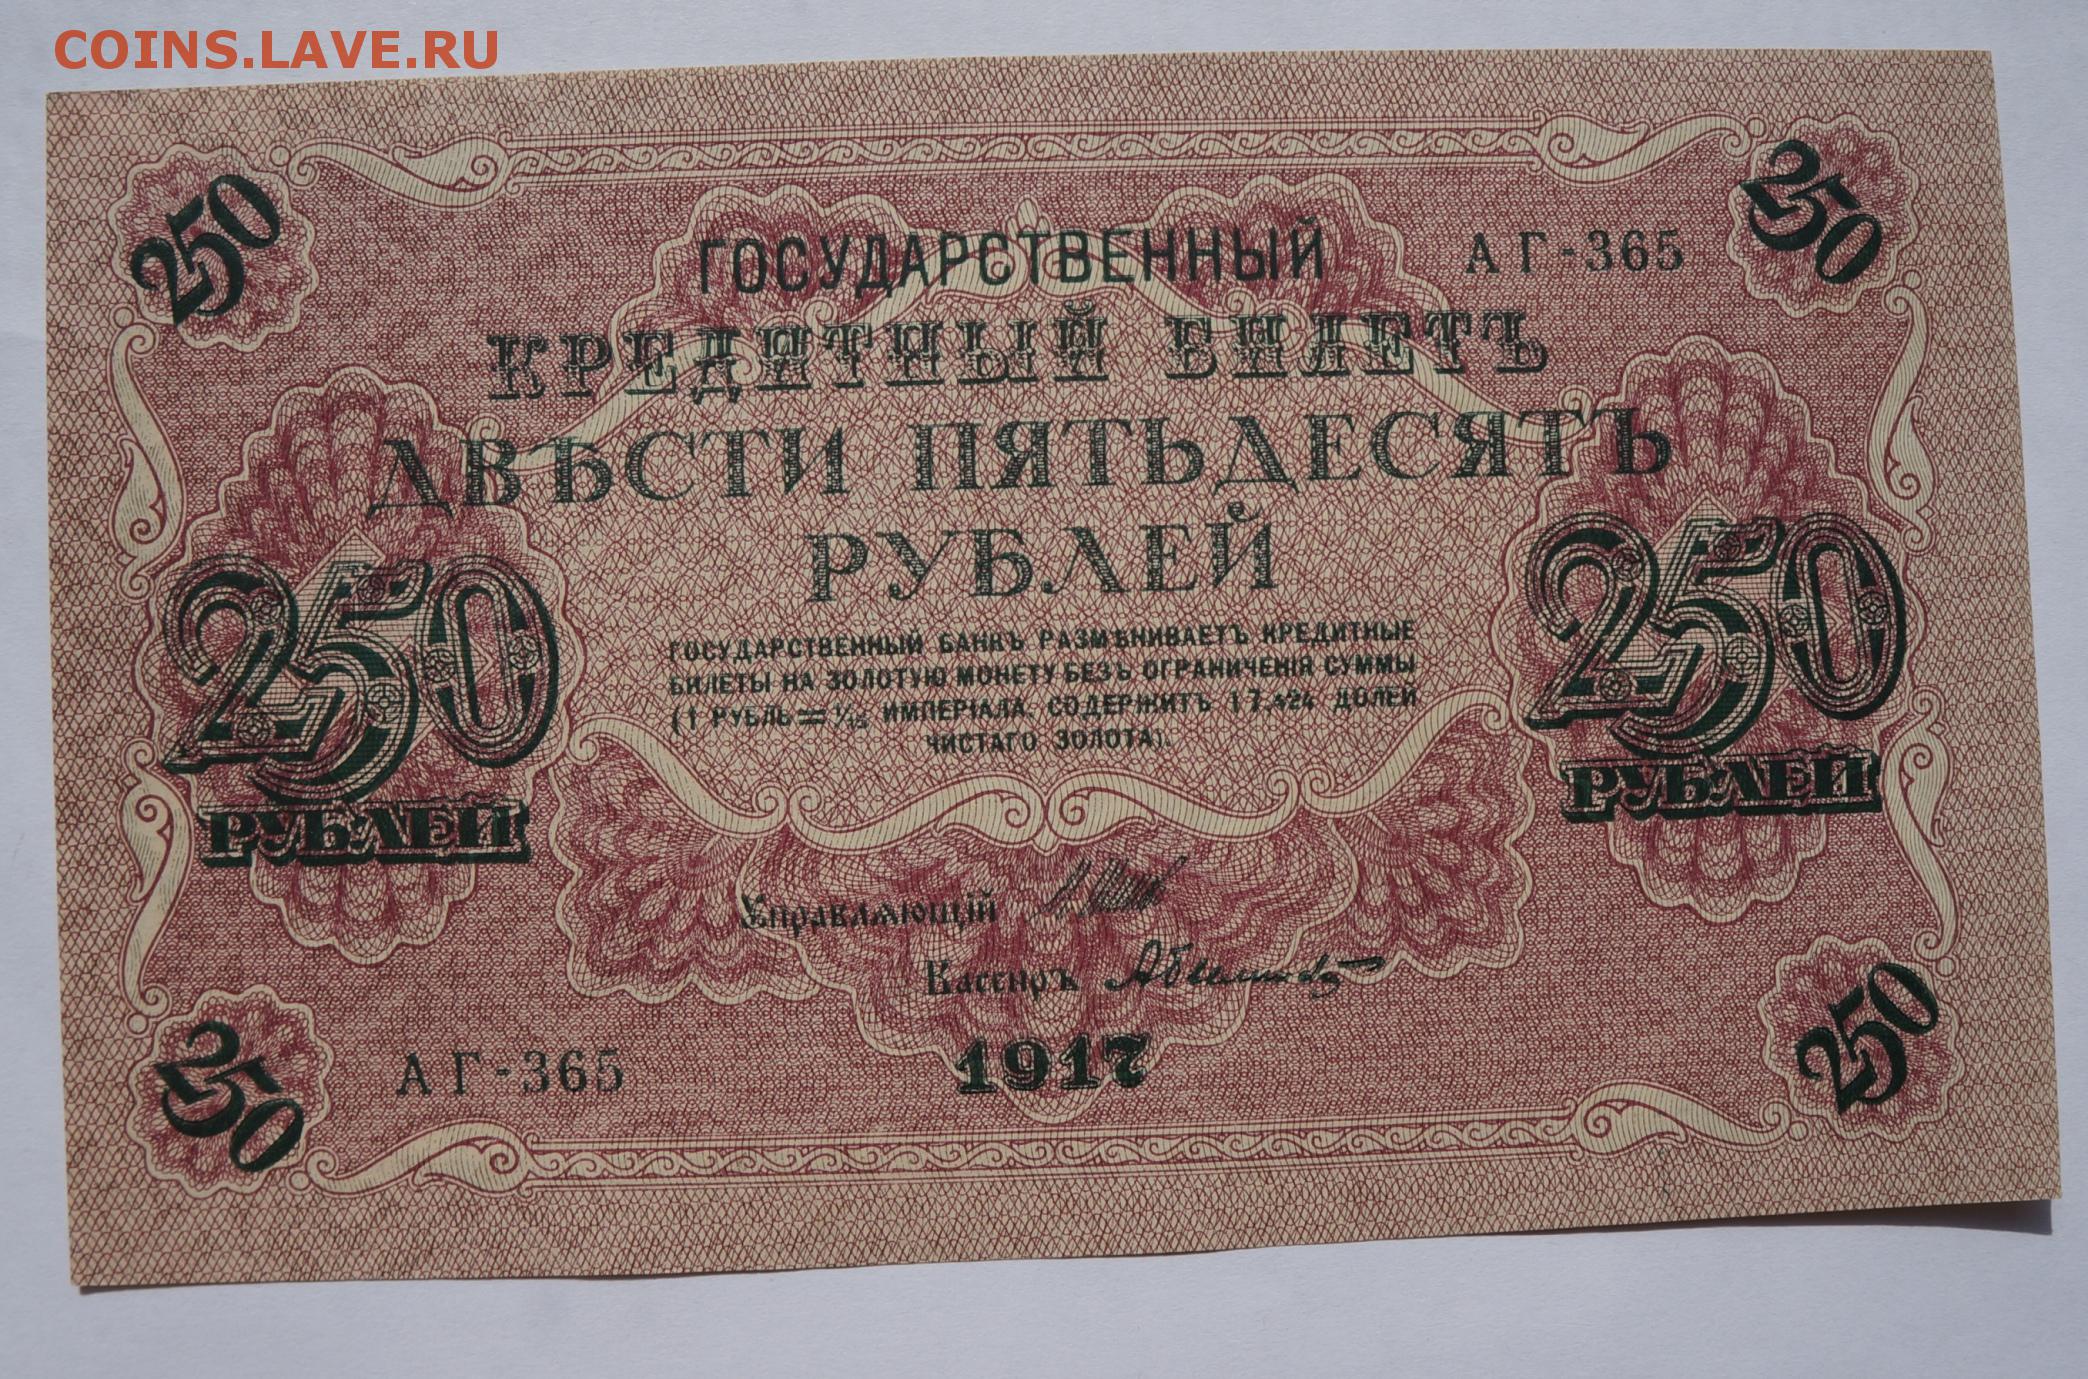 COINS.LAVE.RU
250 ГОСУДАРСТВЕННЫЙ АГ-365 250
КРЕДИТНЫЙ БИЛЕТЪ
ДВѢСТИ ПЯТЬДЕСЯТЪ
РУБЛЕЙ
250 250
РУБЛЕЙ РУБЛЕЙ
ГОСУДАРСТВЕННЫЙ БАНКЪ РАЗМѢНИВАЕТЪ КРЕДИТНЫЕ
БИЛЕТЫ НА ЗОЛОТУЮ МОНЕТУ БЕЗЪ ОГРАНИЧЕНІЯ СУММЫ
(1 РУБЛЬ = 1/15 ИМПЕРІАЛА, СОДЕРЖИТЪ 17,424 ДОЛЕЙ
ЧИСТАГО ЗОЛОТА).
Управляющій
Кассиръ
250 АГ-365 1917 250